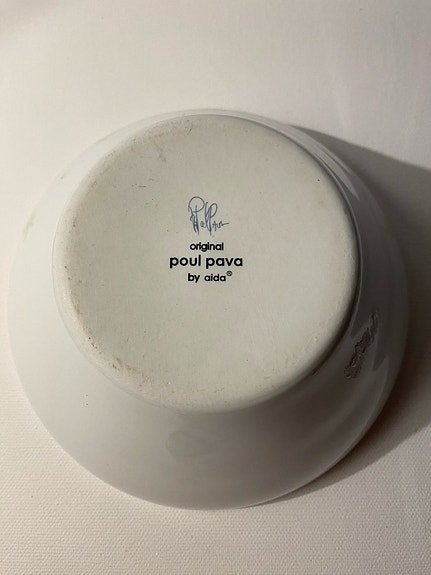 original
poul pava
by aida®